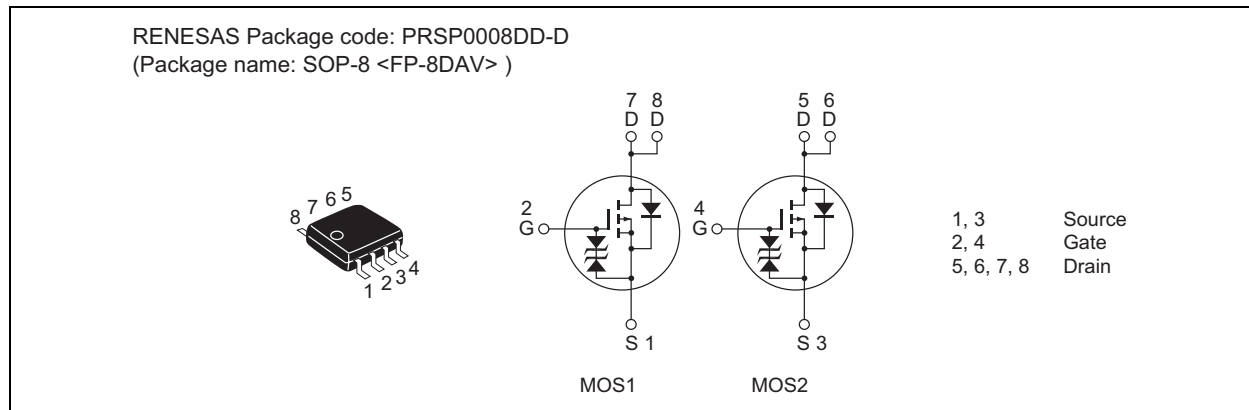 RENESAS Package code: PRSP0008DD-D
(Package name: SOP-8 <FP-8DAV> )
8 7 6 5
1 2 3 4
7 8
D D
2
G
S 1
MOS1
5 6
D D
4
G
S 3
MOS2
1, 3 Source
2, 4 Gate
5, 6, 7, 8 Drain